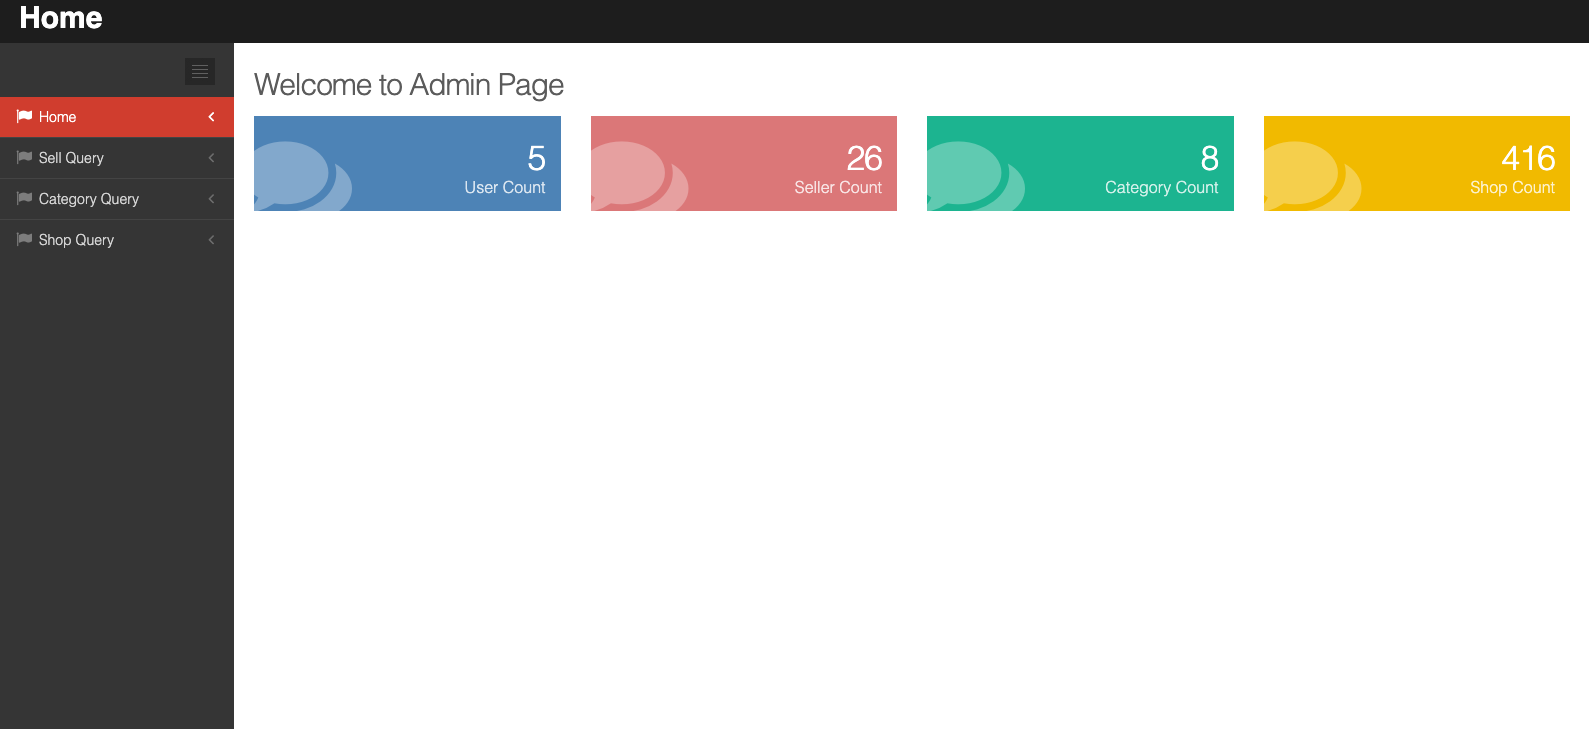 Home
Home
Sell Query
Category Query
Shop Query
Welcome to Admin Page
5
User Count
26
Seller Count
8
Category Count
416
Shop Count